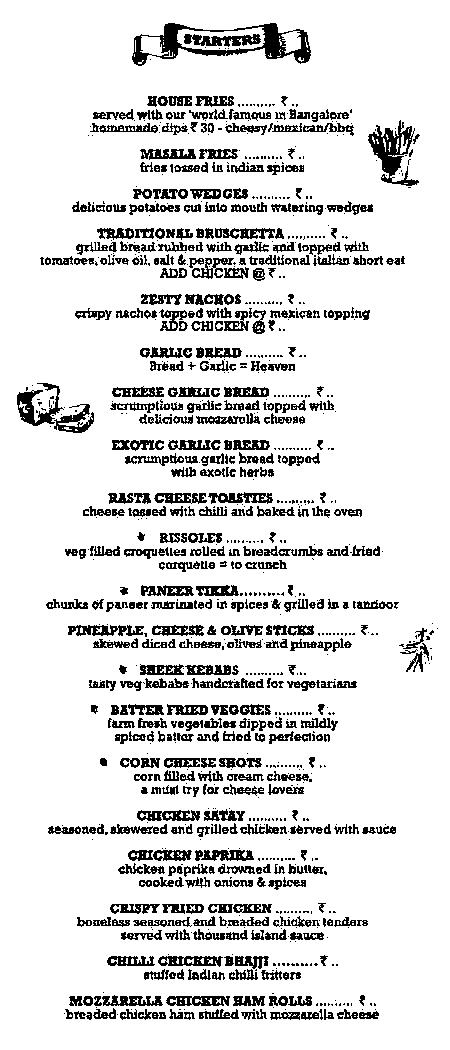 STARTERS
HOUSE FRIES .......... ₹ ..
served with our 'world famous in Bangalore'
homemade dips ₹ 30 - cheesy/mexican/bbq
MASALA FRIES .......... ₹ ..
fries tossed in indian spices
POTATO WEDGES .......... ₹ ..
delicious potatoes cut into mouth watering wedges
TRADITIONAL BRUSCHETTA .......... ₹ ..
grilled bread rubbed with garlic and topped with
tomatoes, olive oil, salt & pepper, a traditional italian short eat
ADD CHICKEN @ ₹ ..
ZESTY NACHOS .......... ₹ ..
crispy nachos topped with spicy mexican topping
ADD CHICKEN @ ₹ ..
GARLIC BREAD .......... ₹ ..
Bread + Garlic = Heaven
CHEESE GARLIC BREAD .......... ₹ ..
scrumptious garlic bread topped with
delicious mozzarella cheese
EXOTIC GARLIC BREAD .......... ₹ ..
scrumptious garlic bread topped
with exotic herbs
RASTA CHEESE TOASTIES .......... ₹ ..
cheese tossed with chilli and baked in the oven
RISSOLES .......... ₹ ..
veg filled croquettes rolled in breadcrumbs and fried
corquette = to crunch
PANEER TIKKA.......... ₹ ..
chunks of paneer marinated in spices & grilled in a tandoor
PINEAPPLE, CHEESE & OLIVE STICKS .......... ₹ ..
skewed diced cheese, olives and pineapple
SHEEK KEBABS .......... ₹...
tasty veg kebabs handcrafted for vegetarians
BATTER FRIED VEGGIES .......... ₹ ..
farm fresh vegetables dipped in mildly
spiced batter and fried to perfection
CORN CHEESE SHOTS .......... ₹ ..
corn filled with cream cheese,
a must try for cheese lovers
CHICKEN SATAY .......... ₹ ..
seasoned, skewered and grilled chicken served with sauce
CHICKEN PAPRIKA .......... ₹ ..
chicken paprika drowned in butter,
cooked with onions & spices
CRISPY FRIED CHICKEN .......... ₹ ..
boneless seasoned and breaded chicken tenders
served with thousand island sauce
CHILLI CHICKEN BHAJJI .......... ₹ ..
stuffed Indian chilli fritters
MOZZARELLA CHICKEN HAM ROLLS .......... ₹ ..
breaded chicken ham stuffed with mozzarella cheese